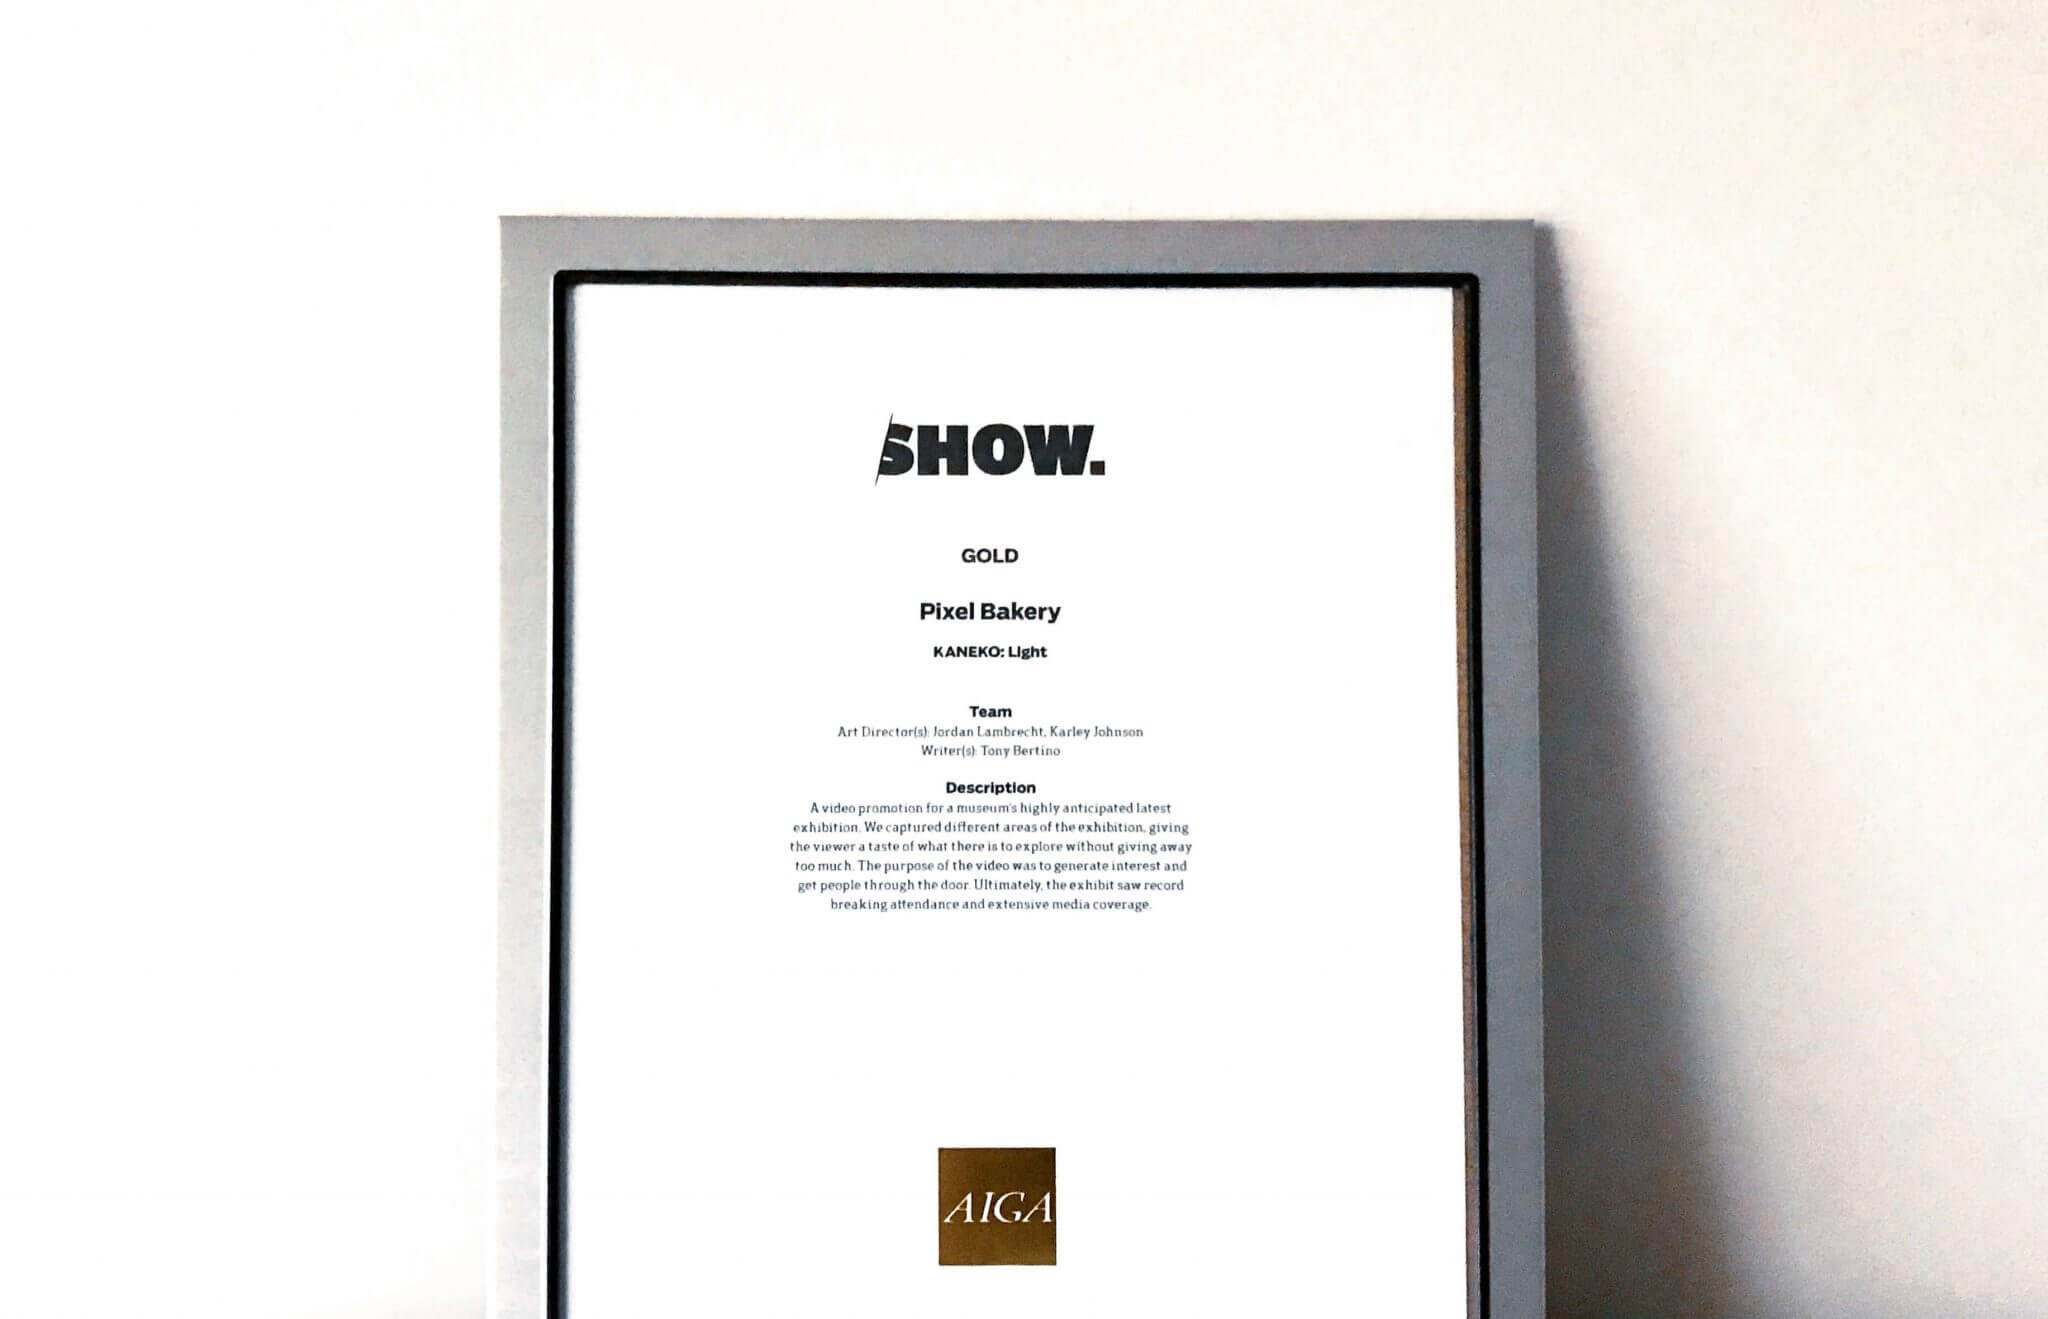 SHOW.
GOLD
Pixel Bakery
KANEKO: Light
Team
Art Director(s): Jordan Lambrecht, Karley Johnson
Writer(s): Tony Bertino
Description
A video promotion for a museum's highly anticipated latest
exhibition. We captured different areas of the exhibition, giving
the viewer a taste of what there is to explore without giving away
too much. The purpose of the video was to generate interest and
get people through the door. Ultimately, the exhibit saw record
breaking attendance and extensive media coverage.
AIGA